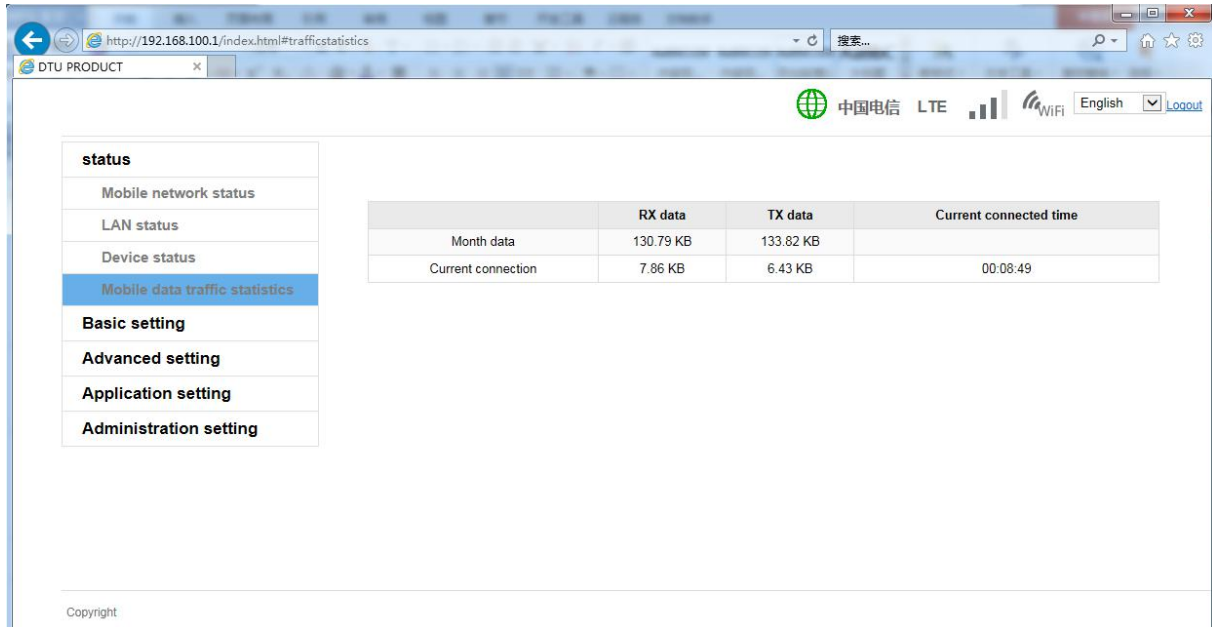 http://192.168.100.1/index.html#trafficstatistics
搜索...
DTU PRODUCT
中国电信 LTE WiFi English Logout
status
Mobile network status
LAN status
Device status
Mobile data traffic statistics
Basic setting
Advanced setting
Application setting
Administration setting
RX data TX data Current connected time
Month data 130.79 KB 133.82 KB
Current connection 7.86 KB 6.43 KB 00:08:49
Copyright